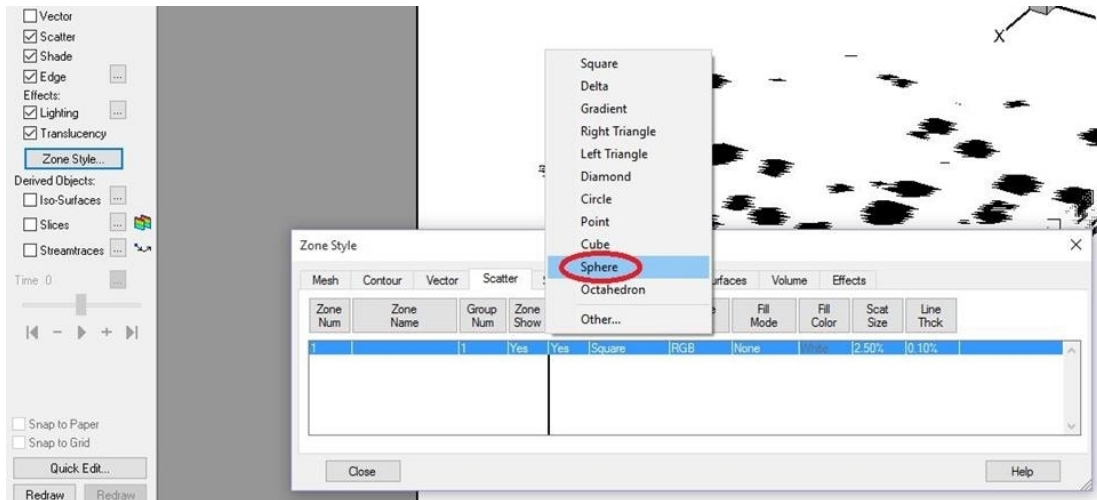 Vector
Scatter
Shade
Edge
...
Effects:
Lighting
...
Translucency
Zone Style...
Derived Objects:
Iso-Surfaces
...
Slices
...
Streamtraces
...
Time 0
...
Snap to Paper
Snap to Grid
Quick Edit...
Redraw
Redraw
X
Square
Delta
Gradient
Right Triangle
Left Triangle
Diamond
Circle
Point
Cube
Sphere
Octahedron
Other...
Zone Style
Mesh Contour Vector Scatter Volume Effects
Zone Num
Zone Name
Group Num
Zone Show
Fill Mode
Fill Color
Scat Size
Line Thck
1 1 Yes Yes Square RGB None White 2.50% 0.10%
Close
Help